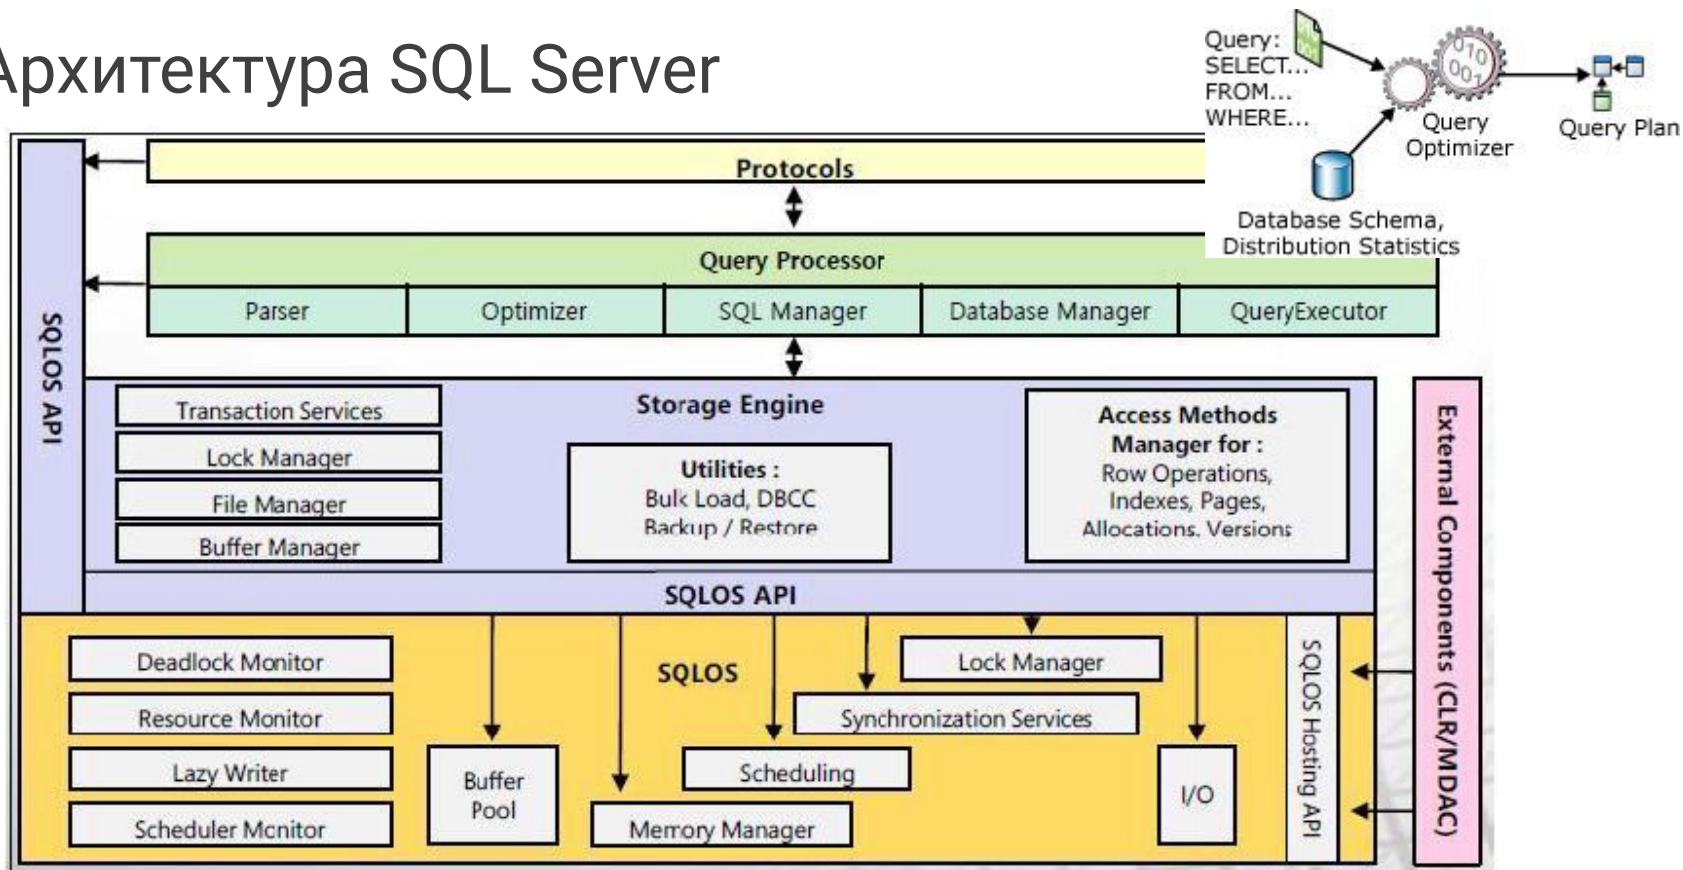 Архитектура SQL Server
Query:
SELECT...
FROM...
WHERE...
Query
Optimizer
Query Plan
Database Schema,
Distribution Statistics
010
001
SQLOS API
Protocols
Query Processor
Parser
Optimizer
SQL Manager
Database Manager
QueryExecutor
Storage Engine
Transaction Services
Lock Manager
File Manager
Buffer Manager
Utilities :
Bulk Load, DBCC
Backup / Restore
Access Methods
Manager for :
Row Operations,
Indexes, Pages,
Allocations. Versions
SQLOS API
SQLOS
Deadlock Monitor
Resource Monitor
Lazy Writer
Scheduler Monitor
Buffer
Pool
Memory Manager
Scheduling
Synchronization Services
Lock Manager
I/O
SQLOS Hosting API
External Components (CLR/MDAC)